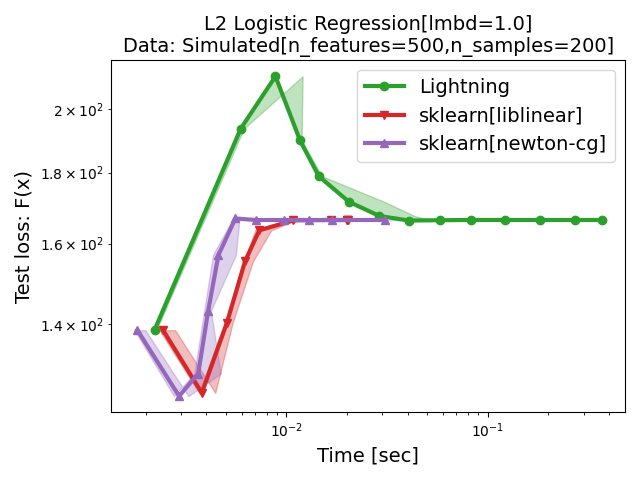 L2 Logistic Regression[lmbd=1.0]
Data: Simulated[n_features=500,n_samples=200]
Lightning
sklearn[liblinear]
sklearn[newton-cg]
Test loss: F(x)
2 × 10²
1.8 × 10²
1.6 × 10²
1.4 × 10²
10⁻²
10⁻¹
Time [sec]